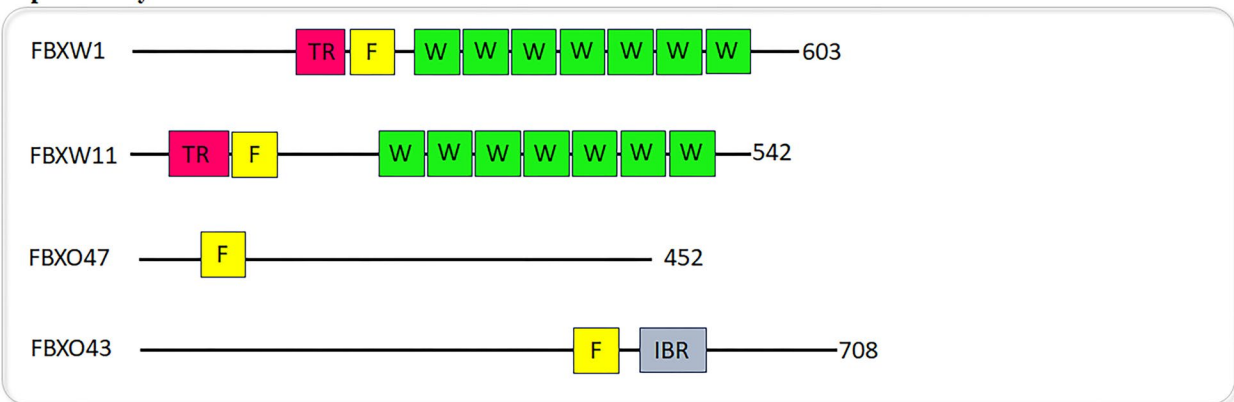 FBXW1 TR F W W W W W W W 603
FBXW11 TR F W W W W W W W 542
FBXO47 F 452
FBXO43 F IBR 708